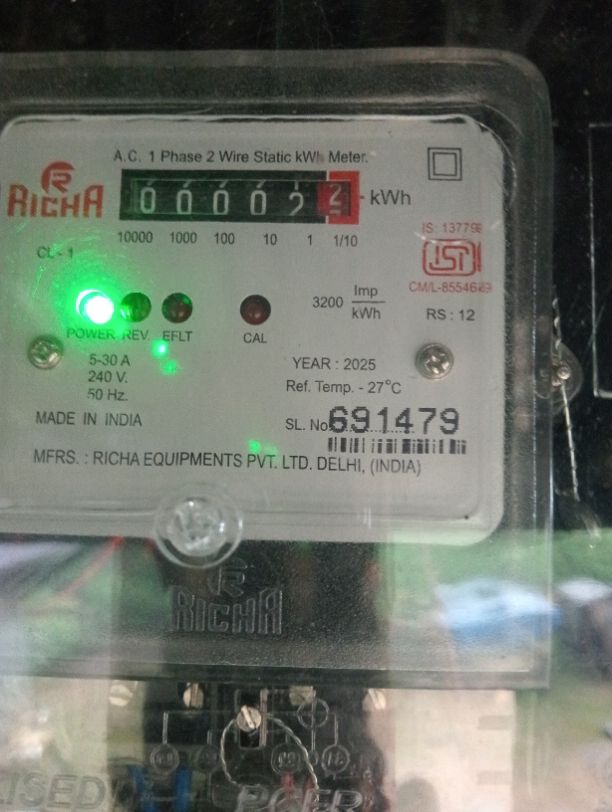 A.C. 1 Phase 2 Wire Static kWh Meter.
RICHA
0 0 0 0 2 2 - kWh
10000 1000 100 10 1 1/10
CL - 1
IS: 13779
ISI
RS : 12
3200 Imp/kWh
POWER REV. EFLT CAL
5-30 A
240 V.
50 Hz.
YEAR : 2025
Ref. Temp. - 27°C
MADE IN INDIA
SL. No. 691479
MFRS. : RICHA EQUIPMENTS PVT. LTD. DELHI, (INDIA)
RICHA